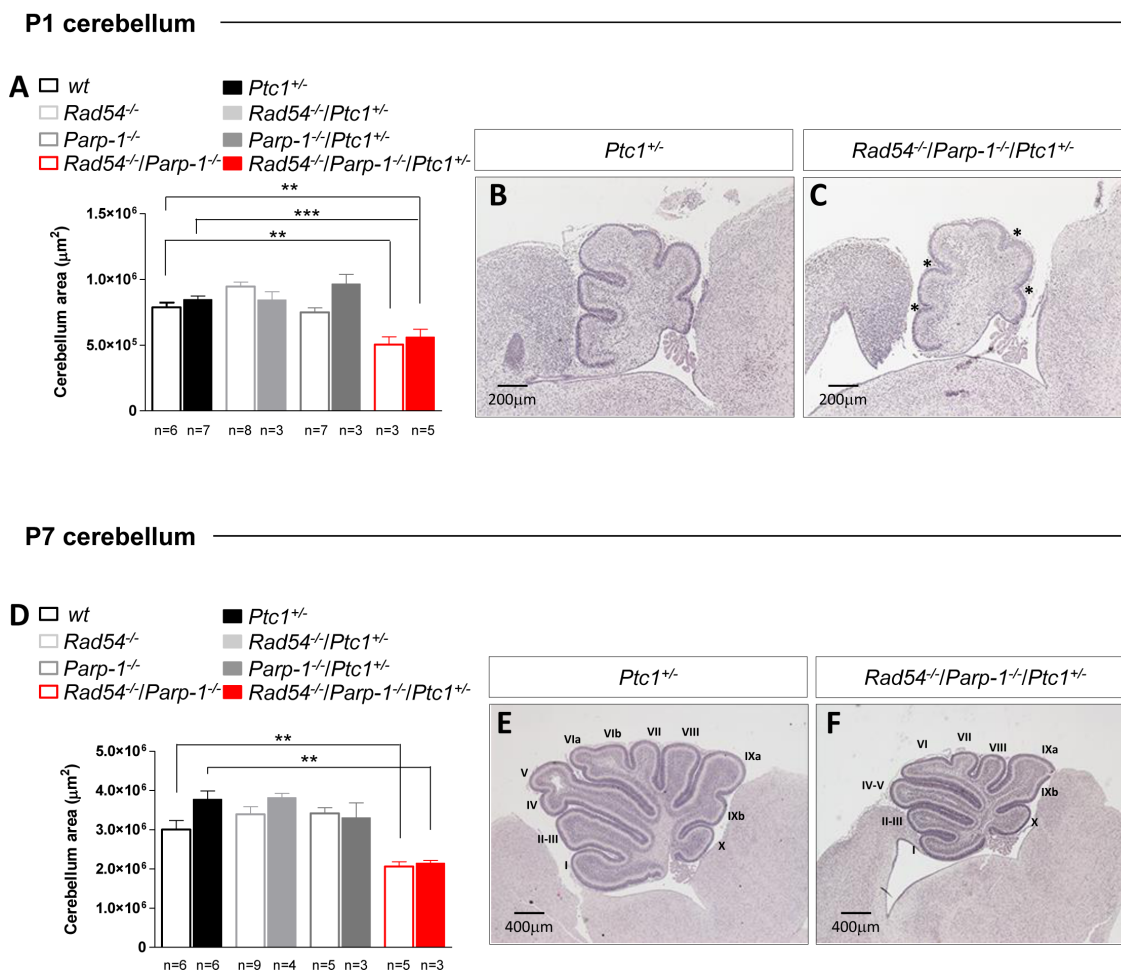 P1 cerebellum
A
wt
Ptc1+/-
Rad54-/-
Rad54-/-/Ptc1+/-
Parp-1-/-
Parp-1-/-/Ptc1+/-
Rad54-/-/Parp-1-/-
Rad54-/-/Parp-1-/-/Ptc1+/-
**
***
**
Cerebellum area (μm²)
1.5×10⁶
1.0×10⁶
5.0×10⁵
0
n=6 n=7 n=8 n=3 n=7 n=3 n=3 n=5
Ptc1+/-
B
200μm
Rad54-/-/Parp-1-/-/Ptc1+/-
C
*
*
*
*
200μm
P7 cerebellum
D
wt
Ptc1+/-
Rad54-/-
Rad54-/-/Ptc1+/-
Parp-1-/-
Parp-1-/-/Ptc1+/-
Rad54-/-/Parp-1-/-
Rad54-/-/Parp-1-/-/Ptc1+/-
**
**
Cerebellum area (μm²)
5.0×10⁶
4.0×10⁶
3.0×10⁶
2.0×10⁶
1.0×10⁶
0
n=6 n=6 n=9 n=4 n=5 n=3 n=5 n=3
Ptc1+/-
E
VIa
VIb
VII
VIII
IXa
V
IV
IXb
II-III
X
I
400μm
Rad54-/-/Parp-1-/-/Ptc1+/-
F
VI
VII
VIII
IXa
IV-V
IXb
II-III
X
I
400μm